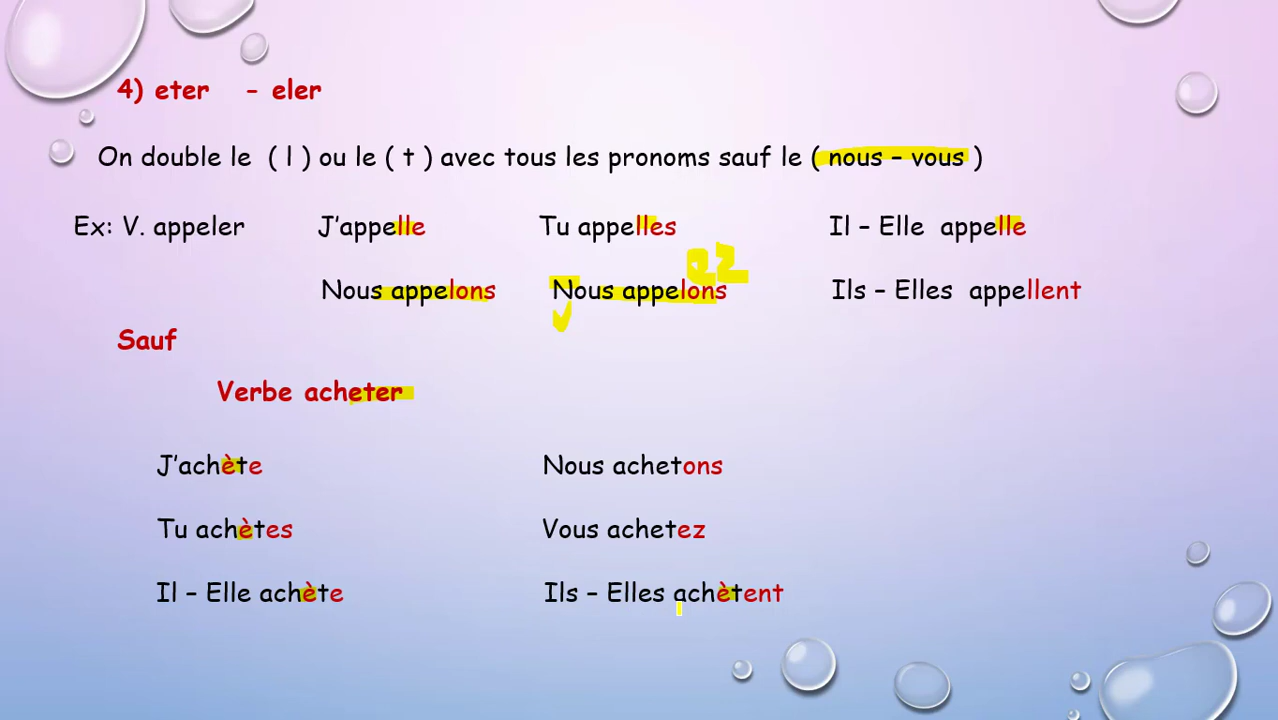 4) eter - eler
On double le ( l ) ou le ( t ) avec tous les pronoms sauf le ( nous – vous )
Ex: V. appeler J’appelle Tu appelles Il – Elle appelle
ez
Nous appelons Nous appelons Ils – Elles appellent
V
Sauf
Verbe acheter
J’achète Nous achetons
Tu achètes Vous achetez
Il – Elle achète Ils – Elles achètent